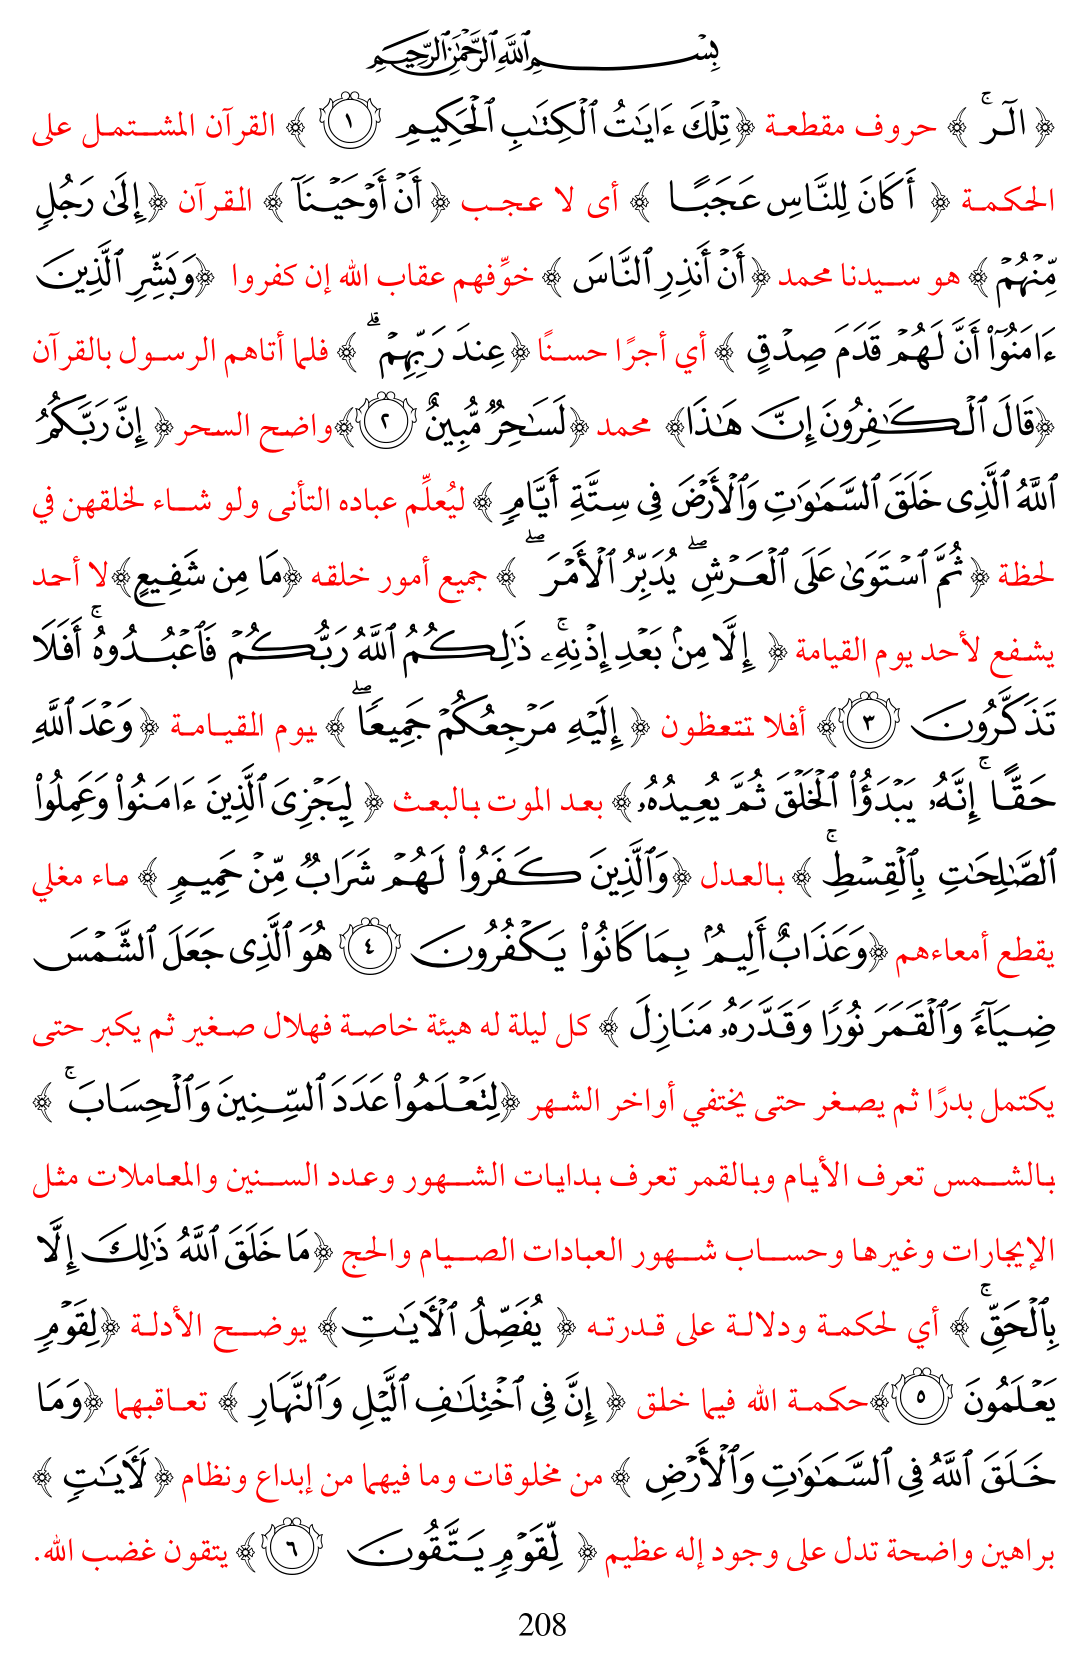 بِسْمِ ٱللَّهِ ٱلرَّحْمَٰنِ ٱلرَّحِيمِ
﴿ الٓرۚ ﴾ حروف مقطعة ﴿تِلْكَ ءَايَٰتُ ٱلْكِتَٰبِ ٱلْحَكِيمِ ١ ﴾ القرآن المشتمل على
الحكمة ﴿ أَكَانَ لِلنَّاسِ عَجَبًا ﴾ أى لا عجب ﴿أَنْ أَوْحَيْنَآ ﴾ القرآن ﴿إِلَىٰ رَجُلٍ
مِّنْهُمْ ﴾ هو سيدنا محمد ﴿أَنْ أَنذِرِ ٱلنَّاسَ ﴾ خوِّفهم عقاب الله إن كفروا ﴿وَبَشِّرِ ٱلَّذِينَ
ءَامَنُوٓا۟ أَنَّ لَهُمْ قَدَمَ صِدْقٍ ﴾ أي أجرًا حسنًا ﴿عِندَ رَبِّهِمْۗ ﴾ فلما أتاهم الرسول بالقرآن
﴿قَالَ ٱلْكَٰفِرُونَ إِنَّ هَٰذَا﴾ محمد ﴿لَسَٰحِرٌ مُّبِينٌ ٢ ﴾واضح السحر﴿ إِنَّ رَبَّكُمُ
ٱللَّهُ ٱلَّذِى خَلَقَ ٱلسَّمَٰوَٰتِ وَٱلْأَرْضَ فِى سِتَّةِ أَيَّامٍ ﴾ ليُعلِّم عباده التأنى ولو شاء لخلقهن في
لحظة ﴿ ثُمَّ ٱسْتَوَىٰ عَلَى ٱلْعَرْشِۖ يُدَبِّرُ ٱلْأَمْرَۖ ﴾ جميع أمور خلقه ﴿مَا مِن شَفِيعٍ﴾لا أحد
يشفع لأحد يوم القيامة ﴿ إِلَّا مِنۢ بَعْدِ إِذْنِهِۦۚ ذَٰلِكُمُ ٱللَّهُ رَبُّكُمْ فَٱعْبُدُوهُۚ أَفَلَا
تَذَكَّرُونَ ٣ ﴾ أفلا تتعظون ﴿ إِلَيْهِ مَرْجِعُكُمْ جَمِيعًاۖ ﴾ يوم القيامة ﴿ وَعْدَ ٱللَّهِ
حَقًّاۚ إِنَّهُۥ يَبْدَؤُا۟ ٱلْخَلْقَ ثُمَّ يُعِيدُهُۥ ﴾ بعد الموت بالبعث ﴿ لِيَجْزِىَ ٱلَّذِينَ ءَامَنُوا۟ وَعَمِلُوا۟
ٱلصَّٰلِحَٰتِ بِٱلْقِسْطِۚ ﴾ بالعدل ﴿وَٱلَّذِينَ كَفَرُوا۟ لَهُمْ شَرَابٌ مِّنْ حَمِيمٍ ﴾ ماء مغلي
يقطع أمعاءهم ﴿وَعَذَابٌ أَلِيمٌۢ بِمَا كَانُوا۟ يَكْفُرُونَ ٤ هُوَ ٱلَّذِى جَعَلَ ٱلشَّمْسَ
ضِيَآءً وَٱلْقَمَرَ نُورًا وَقَدَّرَهُۥ مَنَازِلَ ﴾ كل ليلة له هيئة خاصة فهلال صغير ثم يكبر حتى
يكتمل بدرًا ثم يصغر حتى يختفي أواخر الشهر ﴿لِتَعْلَمُوا۟ عَدَدَ ٱلسِّنِينَ وَٱلْحِسَابَۚ ﴾
بالشمس تعرف الأيام وبالقمر تعرف بدايات الشهور وعدد السنين والمعاملات مثل
الإيجارات وغيرها وحساب شهور العبادات الصيام والحج ﴿مَا خَلَقَ ٱللَّهُ ذَٰلِكَ إِلَّا
بِٱلْحَقِّۚ ﴾ أي لحكمة ودلالة على قدرته ﴿ يُفَصِّلُ ٱلْءَايَٰتِ﴾ يوضح الأدلة ﴿لِقَوْمٍ
يَعْلَمُونَ ٥ ﴾حكمة الله فيما خلق ﴿ إِنَّ فِى ٱخْتِلَٰفِ ٱلَّيْلِ وَٱلنَّهَارِ ﴾ تعاقبهما ﴿وَمَا
خَلَقَ ٱللَّهُ فِى ٱلسَّمَٰوَٰتِ وَٱلْأَرْضِ ﴾ من مخلوقات وما فيهما من إبداع ونظام ﴿ لَءَايَٰتٍ ﴾
براهين واضحة تدل على وجود إله عظيم ﴿ لِّقَوْمٍ يَتَّقُونَ ٦ ﴾ يتقون غضب الله.
208